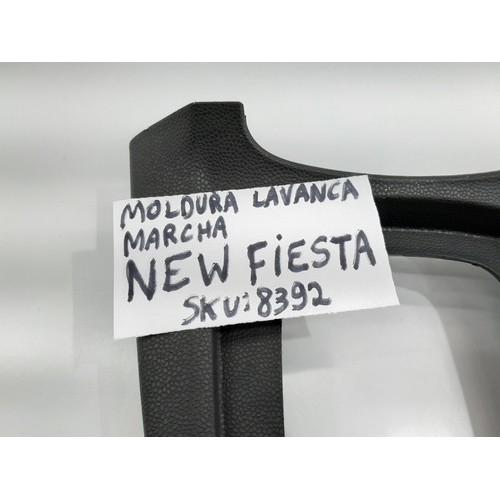 MOLDURA LAVANCA
MARCHA
NEW FiESTA
SKU:8392